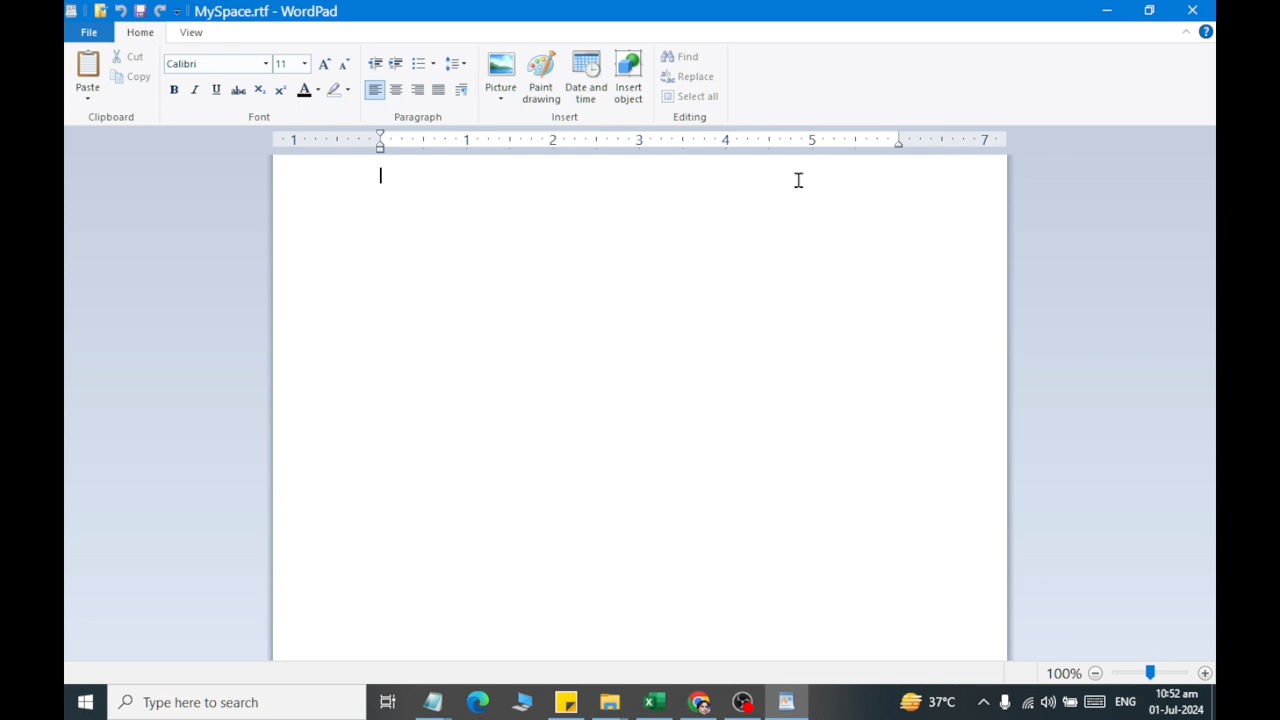 MySpace.rtf - WordPad
File Home View
Paste
Cut
Copy
Clipboard
Calibri 11
Font
Paragraph
Picture
Paint drawing
Date and time
Insert object
Insert
Find
Replace
Select all
Editing
1 1 2 3 4 5 7
100%
Type here to search
37°C
ENG
10:52 am
01-Jul-2024